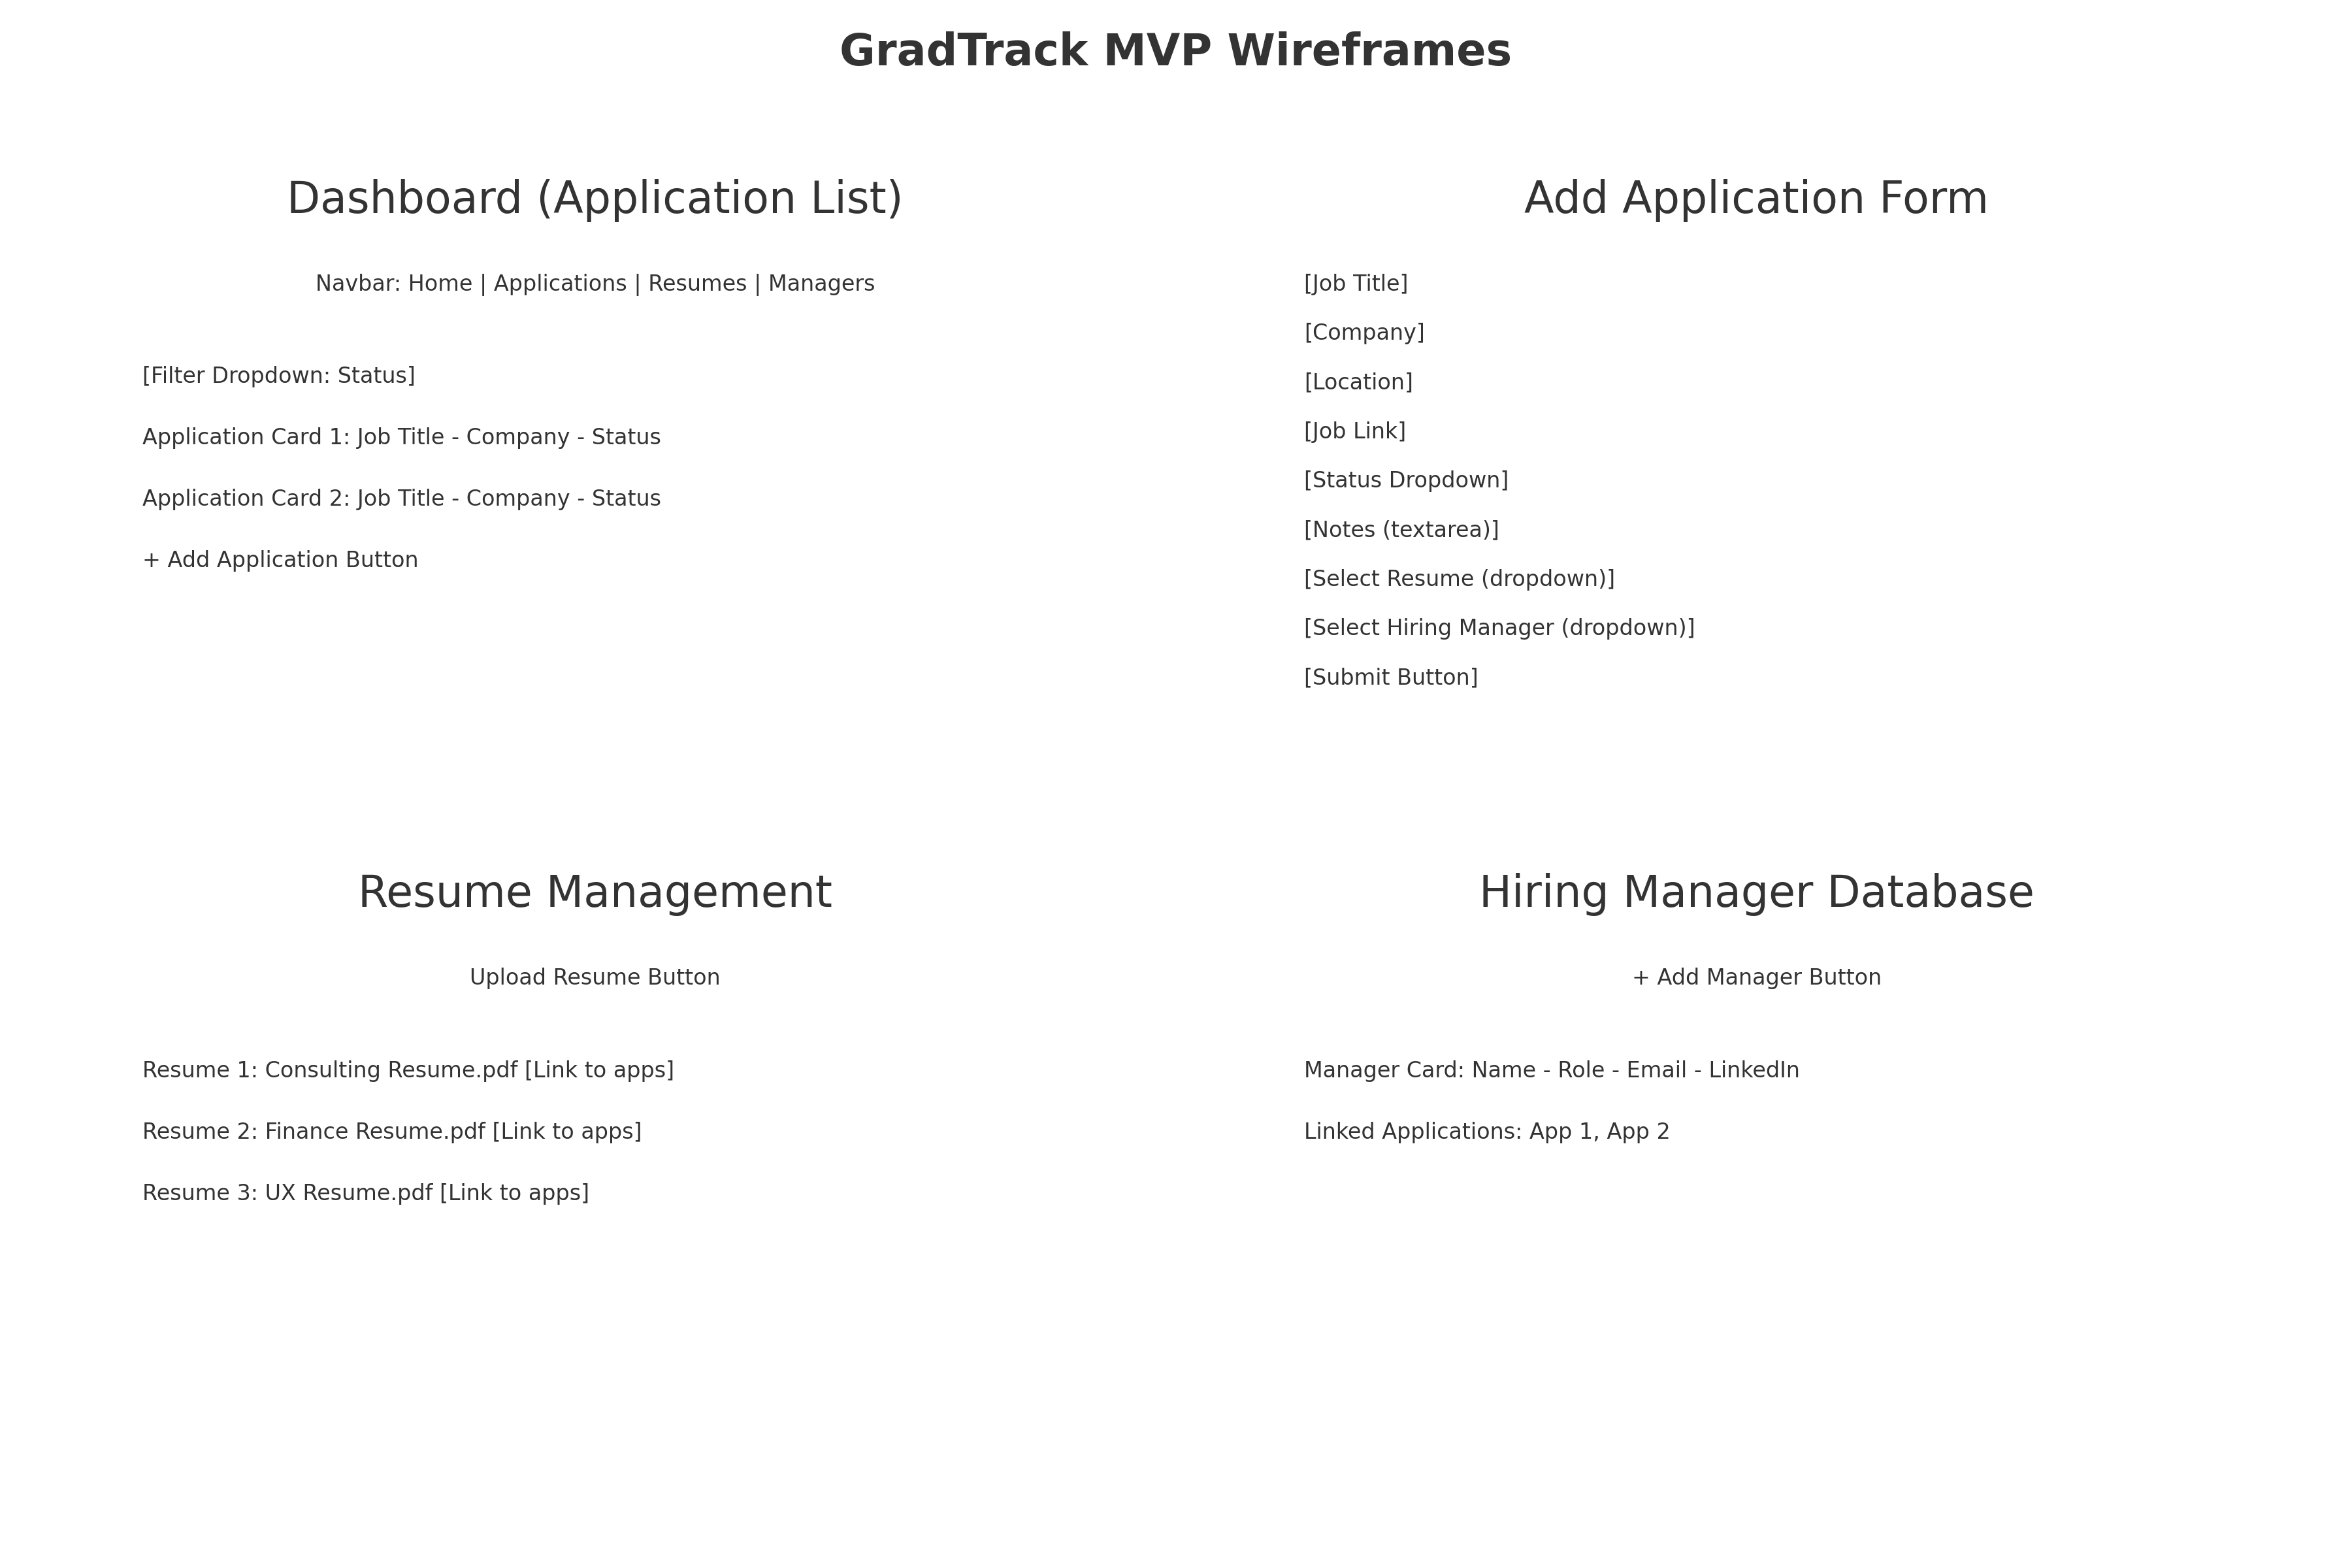 GradTrack MVP Wireframes
Dashboard (Application List)
Navbar: Home | Applications | Resumes | Managers
[Filter Dropdown: Status]
Application Card 1: Job Title - Company - Status
Application Card 2: Job Title - Company - Status
+ Add Application Button
Add Application Form
[Job Title]
[Company]
[Location]
[Job Link]
[Status Dropdown]
[Notes (textarea)]
[Select Resume (dropdown)]
[Select Hiring Manager (dropdown)]
[Submit Button]
Resume Management
Upload Resume Button
Resume 1: Consulting Resume.pdf [Link to apps]
Resume 2: Finance Resume.pdf [Link to apps]
Resume 3: UX Resume.pdf [Link to apps]
Hiring Manager Database
+ Add Manager Button
Manager Card: Name - Role - Email - LinkedIn
Linked Applications: App 1, App 2